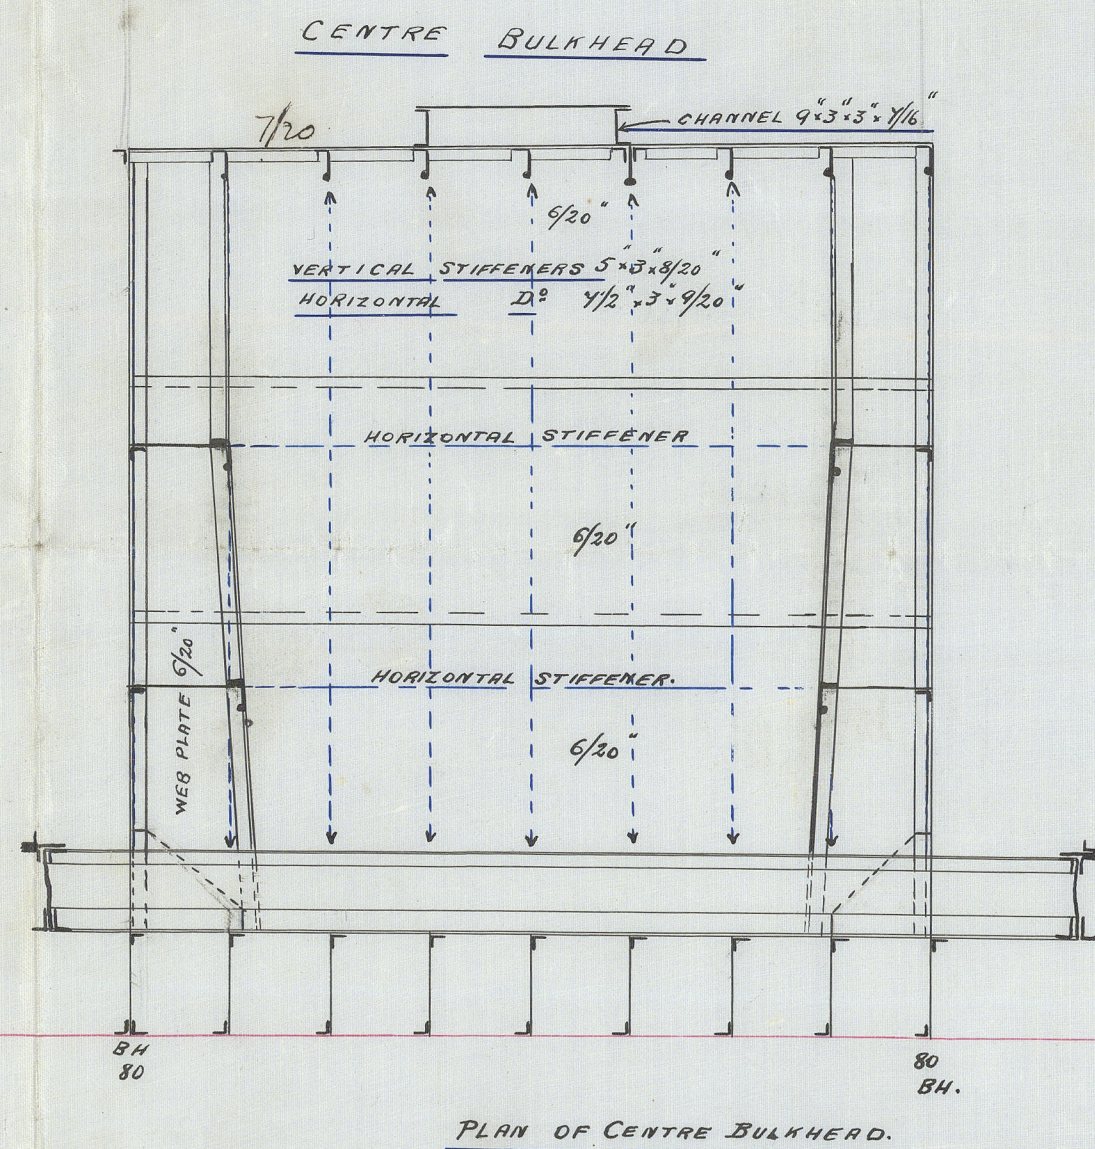 CENTRE BULKHEAD
7/20
CHANNEL 9"x3"x3"x 7/16"
6/20"
VERTICAL STIFFENERS 5"x3"x8/20"
HORIZONTAL Dº 4 1/2"x3"x9/20"
HORIZONTAL STIFFENER
6/20"
HORIZONTAL STIFFENER.
WEB PLATE 6/20"
6/20"
BH
80
80
BH.
PLAN OF CENTRE BULKHEAD.